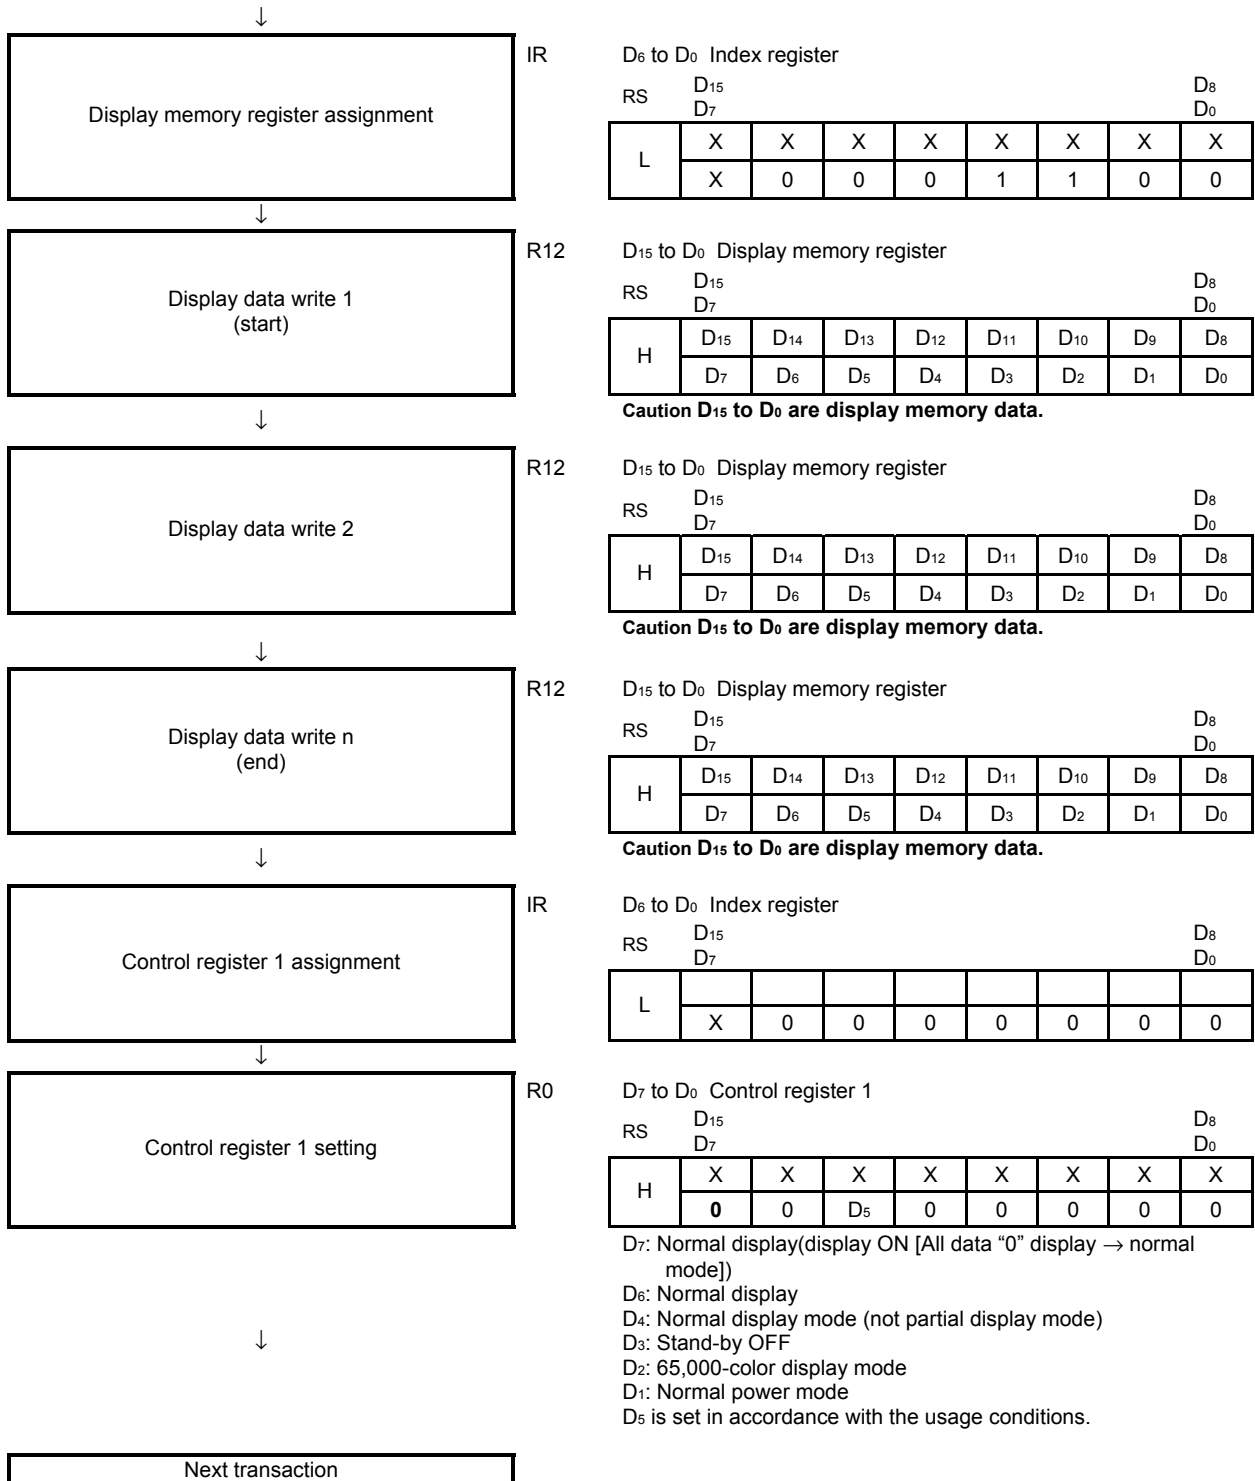 ↓
Display memory register assignment
IR
D6 to D0 Index register
RS D15 D8
D7 D0
L X X X X X X X X
X 0 0 0 1 1 0 0
↓
Display data write 1
(start)
R12
D15 to D0 Display memory register
RS D15 D8
D7 D0
H D15 D14 D13 D12 D11 D10 D9 D8
D7 D6 D5 D4 D3 D2 D1 D0
Caution D15 to D0 are display memory data.
↓
Display data write 2
R12
D15 to D0 Display memory register
RS D15 D8
D7 D0
H D15 D14 D13 D12 D11 D10 D9 D8
D7 D6 D5 D4 D3 D2 D1 D0
Caution D15 to D0 are display memory data.
↓
Display data write n
(end)
R12
D15 to D0 Display memory register
RS D15 D8
D7 D0
H D15 D14 D13 D12 D11 D10 D9 D8
D7 D6 D5 D4 D3 D2 D1 D0
Caution D15 to D0 are display memory data.
↓
Control register 1 assignment
IR
D6 to D0 Index register
RS D15 D8
D7 D0
L
X 0 0 0 0 0 0 0
↓
Control register 1 setting
R0
D7 to D0 Control register 1
RS D15 D8
D7 D0
H X X X X X X X X
0 0 D5 0 0 0 0 0
D7: Normal display(display ON [All data “0” display → normal
mode])
D6: Normal display
D4: Normal display mode (not partial display mode)
D3: Stand-by OFF
D2: 65,000-color display mode
D1: Normal power mode
D5 is set in accordance with the usage conditions.
↓
Next transaction